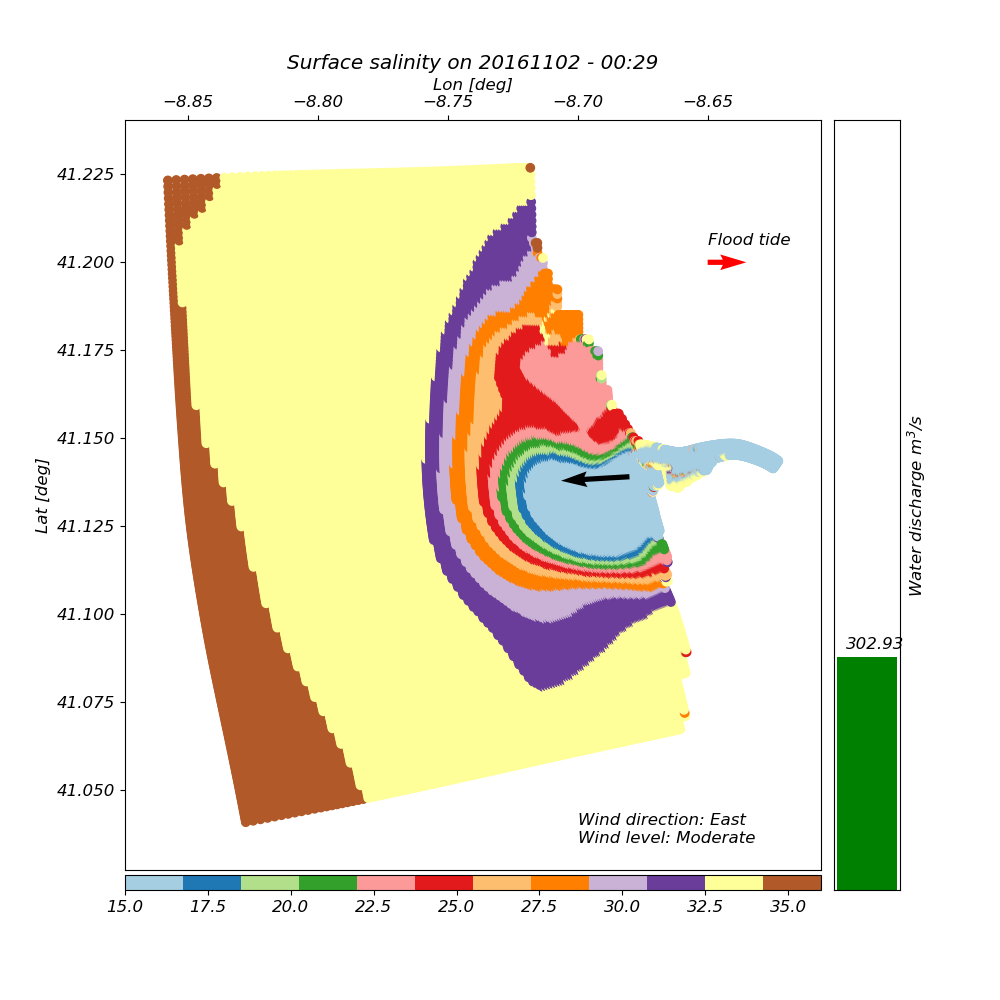 Surface salinity on 20161102 - 00:29
Lon [deg]
−8.85 −8.80 −8.75 −8.70 −8.65
41.225
41.200
41.175
41.150
41.125
41.100
41.075
41.050
Lat [deg]
Flood tide
Wind direction: East
Wind level: Moderate
302.93
Water discharge m³/s
15.0 17.5 20.0 22.5 25.0 27.5 30.0 32.5 35.0